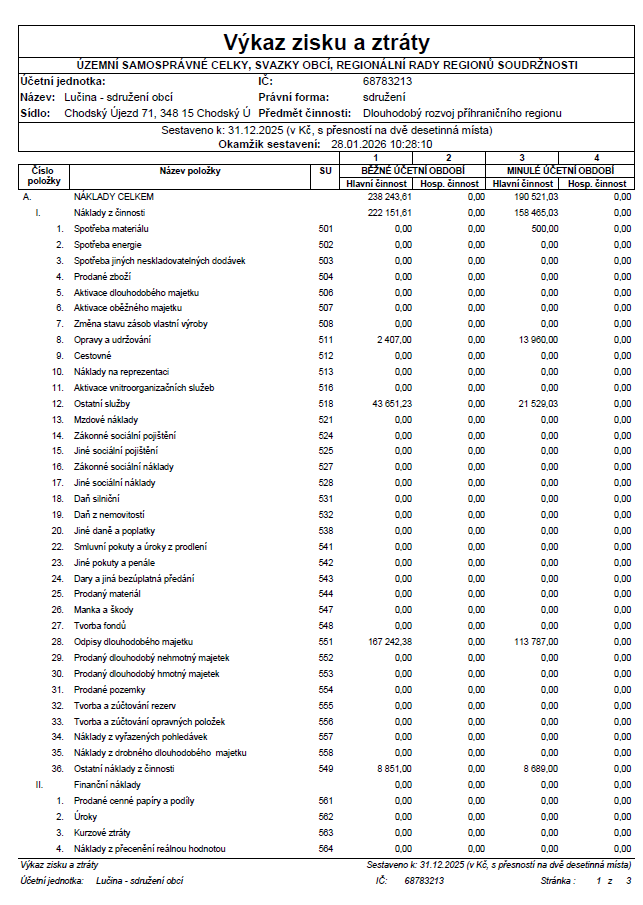 Výkaz zisku a ztráty
ÚZEMNÍ SAMOSPRÁVNÉ CELKY, SVAZKY OBCÍ, REGIONÁLNÍ RADY REGIONŮ SOUDRŽNOSTI
Účetní jednotka: IČ: 68783213
Název: Lučina - sdružení obcí Právní forma: sdružení
Sídlo: Chodský Újezd 71, 348 15 Chodský Ú Předmět činnosti: Dlouhodobý rozvoj příhraničního regionu
Sestaveno k: 31.12.2025 (v Kč, s přesností na dvě desetinná místa)
Okamžik sestavení: 28.01.2026 10:28:10
1 2 3 4
Číslo položky Název položky SU BĚŽNÉ ÚČETNÍ OBDOBÍ MINULÉ ÚČETNÍ OBDOBÍ
Hlavní činnost Hosp. činnost Hlavní činnost Hosp. činnost
A. NÁKLADY CELKEM 238 243,61 0,00 190 521,03 0,00
I. Náklady z činnosti 222 151,61 0,00 158 465,03 0,00
1. Spotřeba materiálu 501 0,00 0,00 500,00 0,00
2. Spotřeba energie 502 0,00 0,00 0,00 0,00
3. Spotřeba jiných neskladovatelných dodávek 503 0,00 0,00 0,00 0,00
4. Prodané zboží 504 0,00 0,00 0,00 0,00
5. Aktivace dlouhodobého majetku 506 0,00 0,00 0,00 0,00
6. Aktivace oběžného majetku 507 0,00 0,00 0,00 0,00
7. Změna stavu zásob vlastní výroby 508 0,00 0,00 0,00 0,00
8. Opravy a udržování 511 2 407,00 0,00 13 960,00 0,00
9. Cestovné 512 0,00 0,00 0,00 0,00
10. Náklady na reprezentaci 513 0,00 0,00 0,00 0,00
11. Aktivace vnitroorganizačních služeb 516 0,00 0,00 0,00 0,00
12. Ostatní služby 518 43 651,23 0,00 21 529,03 0,00
13. Mzdové náklady 521 0,00 0,00 0,00 0,00
14. Zákonné sociální pojištění 524 0,00 0,00 0,00 0,00
15. Jiné sociální pojištění 525 0,00 0,00 0,00 0,00
16. Zákonné sociální náklady 527 0,00 0,00 0,00 0,00
17. Jiné sociální náklady 528 0,00 0,00 0,00 0,00
18. Daň silniční 531 0,00 0,00 0,00 0,00
19. Daň z nemovitostí 532 0,00 0,00 0,00 0,00
20. Jiné daně a poplatky 538 0,00 0,00 0,00 0,00
22. Smluvní pokuty a úroky z prodlení 541 0,00 0,00 0,00 0,00
23. Jiné pokuty a penále 542 0,00 0,00 0,00 0,00
24. Dary a jiná bezúplatná předání 543 0,00 0,00 0,00 0,00
25. Prodaný materiál 544 0,00 0,00 0,00 0,00
26. Manka a škody 547 0,00 0,00 0,00 0,00
27. Tvorba fondů 548 0,00 0,00 0,00 0,00
28. Odpisy dlouhodobého majetku 551 167 242,38 0,00 113 787,00 0,00
29. Prodaný dlouhodobý nehmotný majetek 552 0,00 0,00 0,00 0,00
30. Prodaný dlouhodobý hmotný majetek 553 0,00 0,00 0,00 0,00
31. Prodané pozemky 554 0,00 0,00 0,00 0,00
32. Tvorba a zúčtování rezerv 555 0,00 0,00 0,00 0,00
33. Tvorba a zúčtování opravných položek 556 0,00 0,00 0,00 0,00
34. Náklady z vyřazených pohledávek 557 0,00 0,00 0,00 0,00
35. Náklady z drobného dlouhodobého majetku 558 0,00 0,00 0,00 0,00
36. Ostatní náklady z činnosti 549 8 851,00 0,00 8 689,00 0,00
II. Finanční náklady 0,00 0,00 0,00 0,00
1. Prodané cenné papíry a podíly 561 0,00 0,00 0,00 0,00
2. Úroky 562 0,00 0,00 0,00 0,00
3. Kurzové ztráty 563 0,00 0,00 0,00 0,00
4. Náklady z přecenění reálnou hodnotou 564 0,00 0,00 0,00 0,00
Výkaz zisku a ztráty Sestaveno k: 31.12.2025 (v Kč, s přesností na dvě desetinná místa)
Účetní jednotka: Lučina - sdružení obcí IČ: 68783213 Stránka : 1 z 3